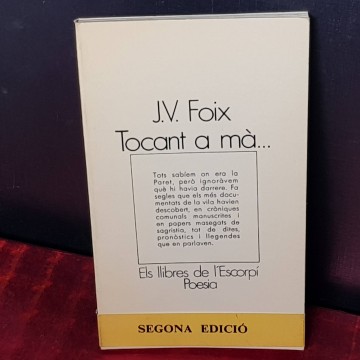 J.V. Foix
Tocant a mà...
Tots sabíem on era la
Paret, però ignoràvem
què hi havia darrere. Fa
segles que els més docu-
mentats de la vila havien
descobert, en cròniques
comunals manuscrites i
en papers masegats de
sagristia, tot de dites,
pronòstics i llegendes
que en parlaven.
Els llibres de l'Escorpí
Poesia
SEGONA EDICIÓ